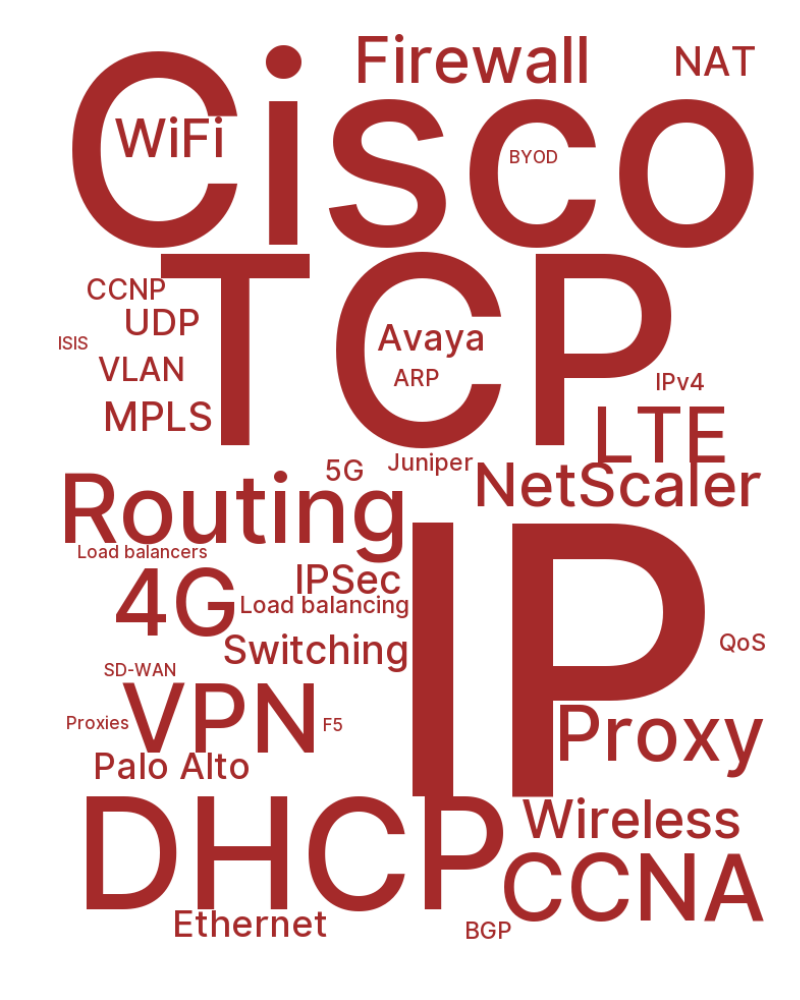 Firewall
NAT
Cisco
WiFi
BYOD
TCP
CCNP
UDP
Avaya
ISIS
VLAN
ARP
IPv4
MPLS
LTE
5G
Juniper
NetScaler
Routing
IP
Load balancers
4G
IPSec
Load balancing
Switching
QoS
SD-WAN
VPN
Proxies
F5
Proxy
Palo Alto
DHCP
Wireless
CCNA
Ethernet
BGP